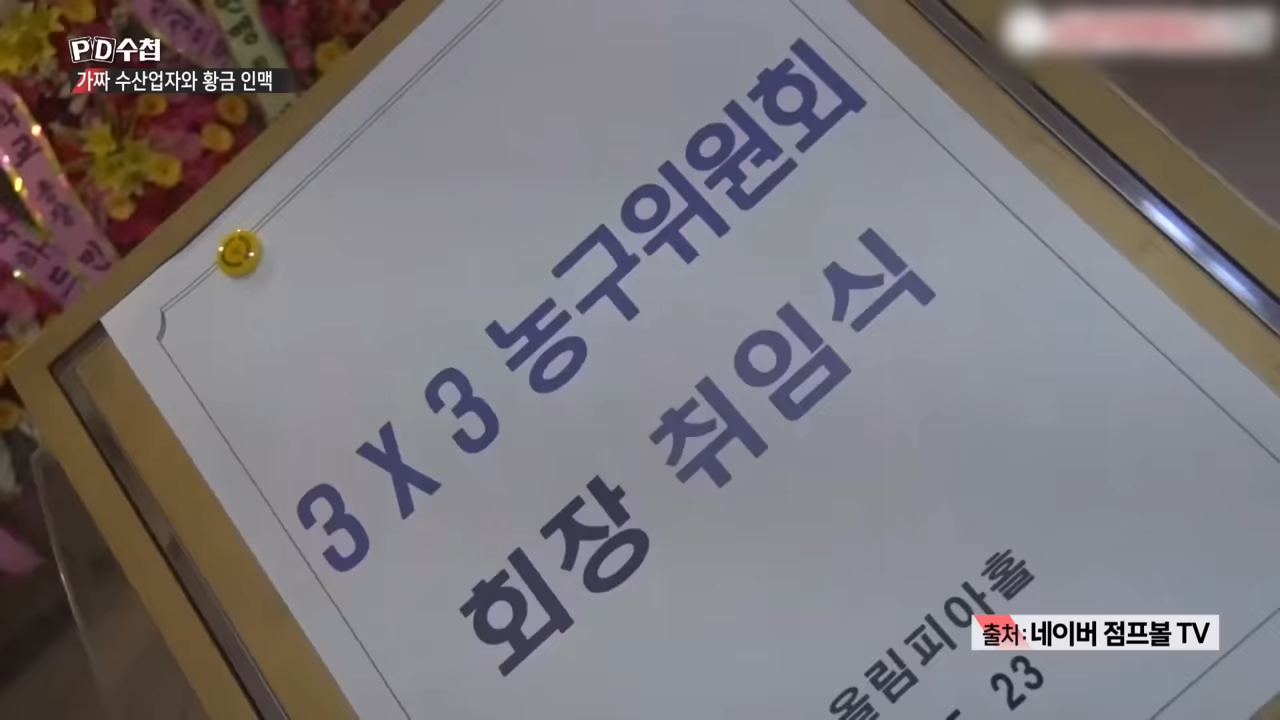 PD수첩
가짜 수산업자와 황금 인맥
3X3 농구위원회
회장 취임식
올림피아홀
23
출처: 네이버 점프볼 TV